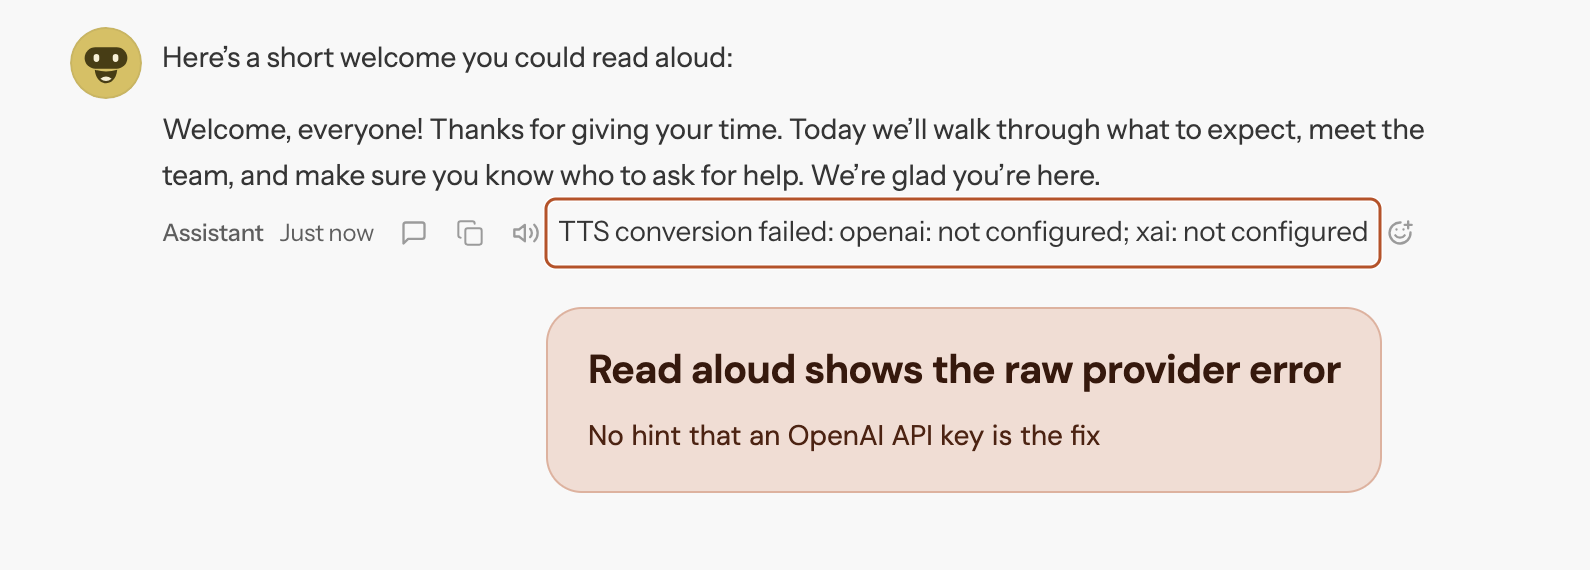 Here’s a short welcome you could read aloud:
Welcome, everyone! Thanks for giving your time. Today we’ll walk through what to expect, meet the
team, and make sure you know who to ask for help. We’re glad you’re here.
Assistant Just now TTS conversion failed: openai: not configured; xai: not configured
Read aloud shows the raw provider error
No hint that an OpenAI API key is the fix